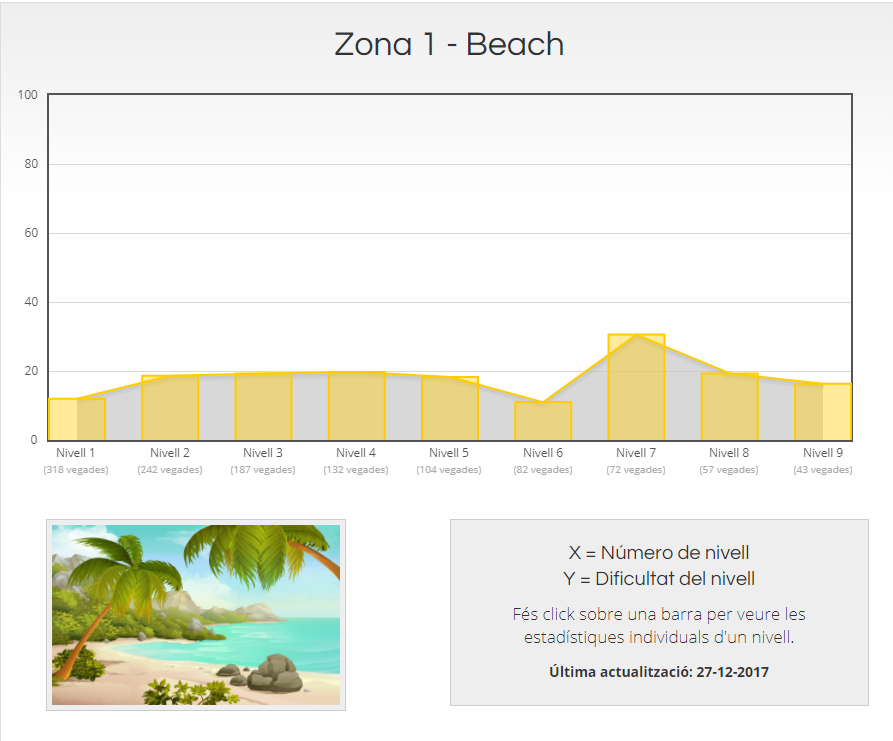 Zona 1 - Beach
100
80
60
40
20
0
Nivell 1 Nivell 2 Nivell 3 Nivell 4 Nivell 5 Nivell 6 Nivell 7 Nivell 8 Nivell 9
(318 vegades) (242 vegades) (187 vegades) (132 vegades) (104 vegades) (82 vegades) (72 vegades) (57 vegades) (43 vegades)
X = Número de nivell
Y = Dificultat del nivell
Fés click sobre una barra per veure les
estadístiques individuals d'un nivell.
Última actualització: 27-12-2017